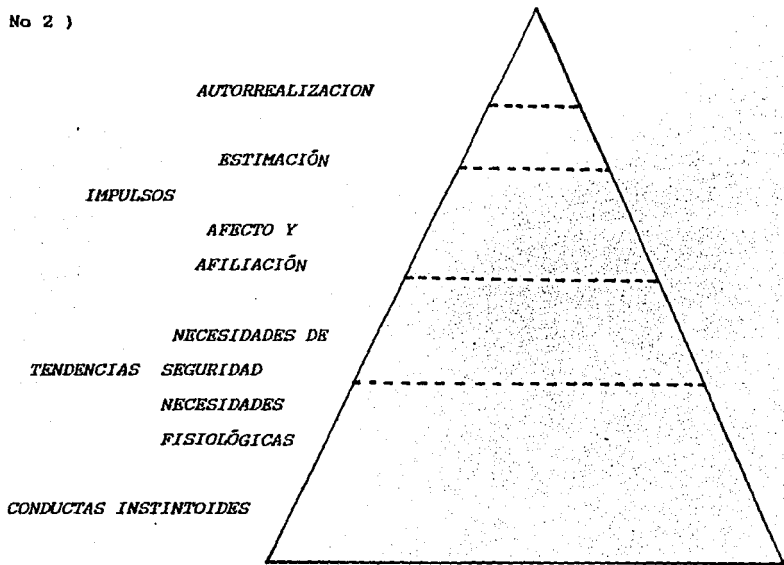 No 2 )
AUTORREALIZACION
ESTIMACIÓN
IMPULSOS
AFECTO Y
AFILIACIÓN
NECESIDADES DE
TENDENCIAS SEGURIDAD
NECESIDADES
FISIOLÓGICAS
CONDUCTAS INSTINTOIDES